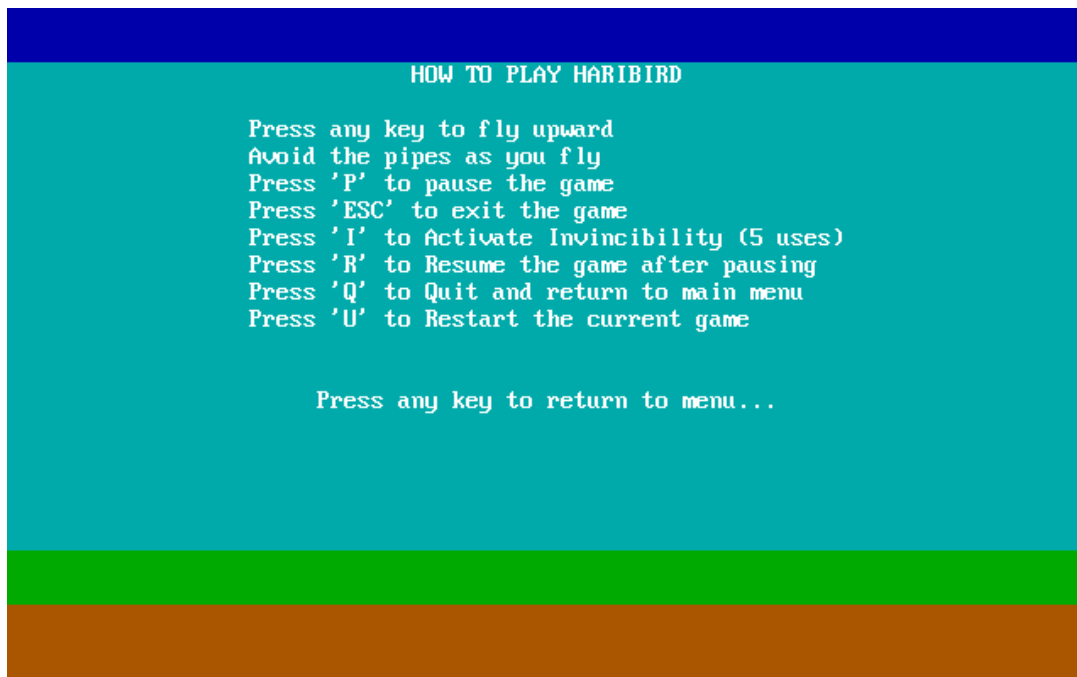 HOW TO PLAY HARIBIRD
Press any key to fly upward
Avoid the pipes as you fly
Press 'P' to pause the game
Press 'ESC' to exit the game
Press 'I' to Activate Invincibility (5 uses)
Press 'R' to Resume the game after pausing
Press 'Q' to Quit and return to main menu
Press 'U' to Restart the current game
Press any key to return to menu...